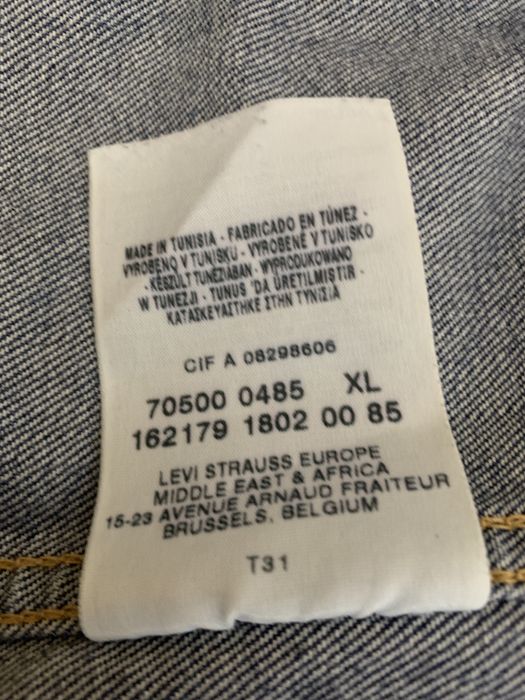 MADE IN TUNISIA - FABRICADO EN TÚNEZ -
VYROBENO V TUNISKU - VYROBENÉ V TUNISKO
- KÉSZÜLT TUNÉZIÁBAN - WYPRODUKOWANO
W TUNEZJI - TUNUS 'DA ÜRETILMIŞTIR -
ΚΑΤΑΣΚΕΥΑΣΤΗΚΕ ΣΤΗΝ ΤΥΝΙΣΙΑ
CIF A 08298606
70500 0485 XL
162179 1802 00 85
LEVI STRAUSS EUROPE
MIDDLE EAST & AFRICA
15-23 AVENUE ARNAUD FRAITEUR
BRUSSELS, BELGIUM
T31